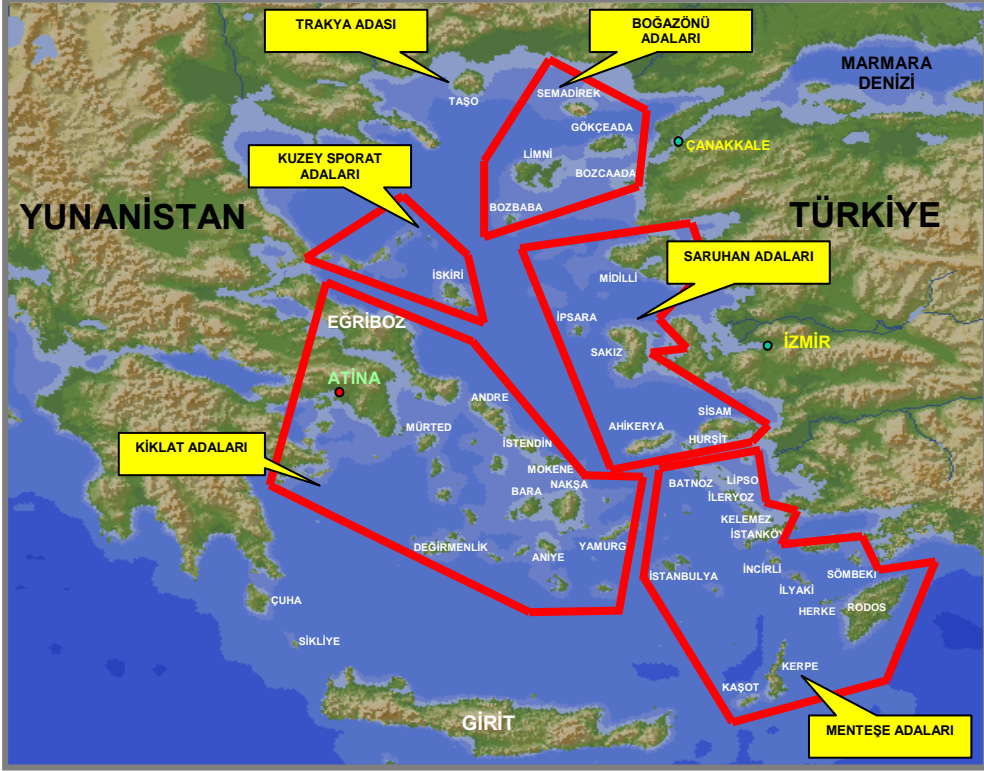 TRAKYA ADASI
BOĞAZÖNÜ
ADALARI
MARMARA
DENİZİ
TAŞO
SEMADİREK
GÖKÇEADA
ÇANAKKALE
KUZEY SPORAT
ADALARI
LİMNİ
BOZCAADA
BOZBABA
YUNANİSTAN
TÜRKİYE
SARUHAN ADALARI
İSKİRİ
MİDİLLİ
EĞRİBOZ
İPSARA
SAKIZ
İZMİR
ATİNA
ANDRE
MÜRTED
SİSAM
AHİKERYA
HURŞİT
İSTENDİN
KİKLAT ADALARI
MOKENE
NAKŞA
BARA
BATNOZ
LİPSO
İLERYOZ
KELEMEZ
İSTANKÖY
DEĞİRMENLİK
ANİYE
YAMURG
İSTANBULYA
İNCİRLİ
SÖMBEKİ
İLYAKİ
HERKE
RODOS
ÇUHA
SİKLİYE
KERPE
KAŞOT
GİRİT
MENTEŞE ADALARI